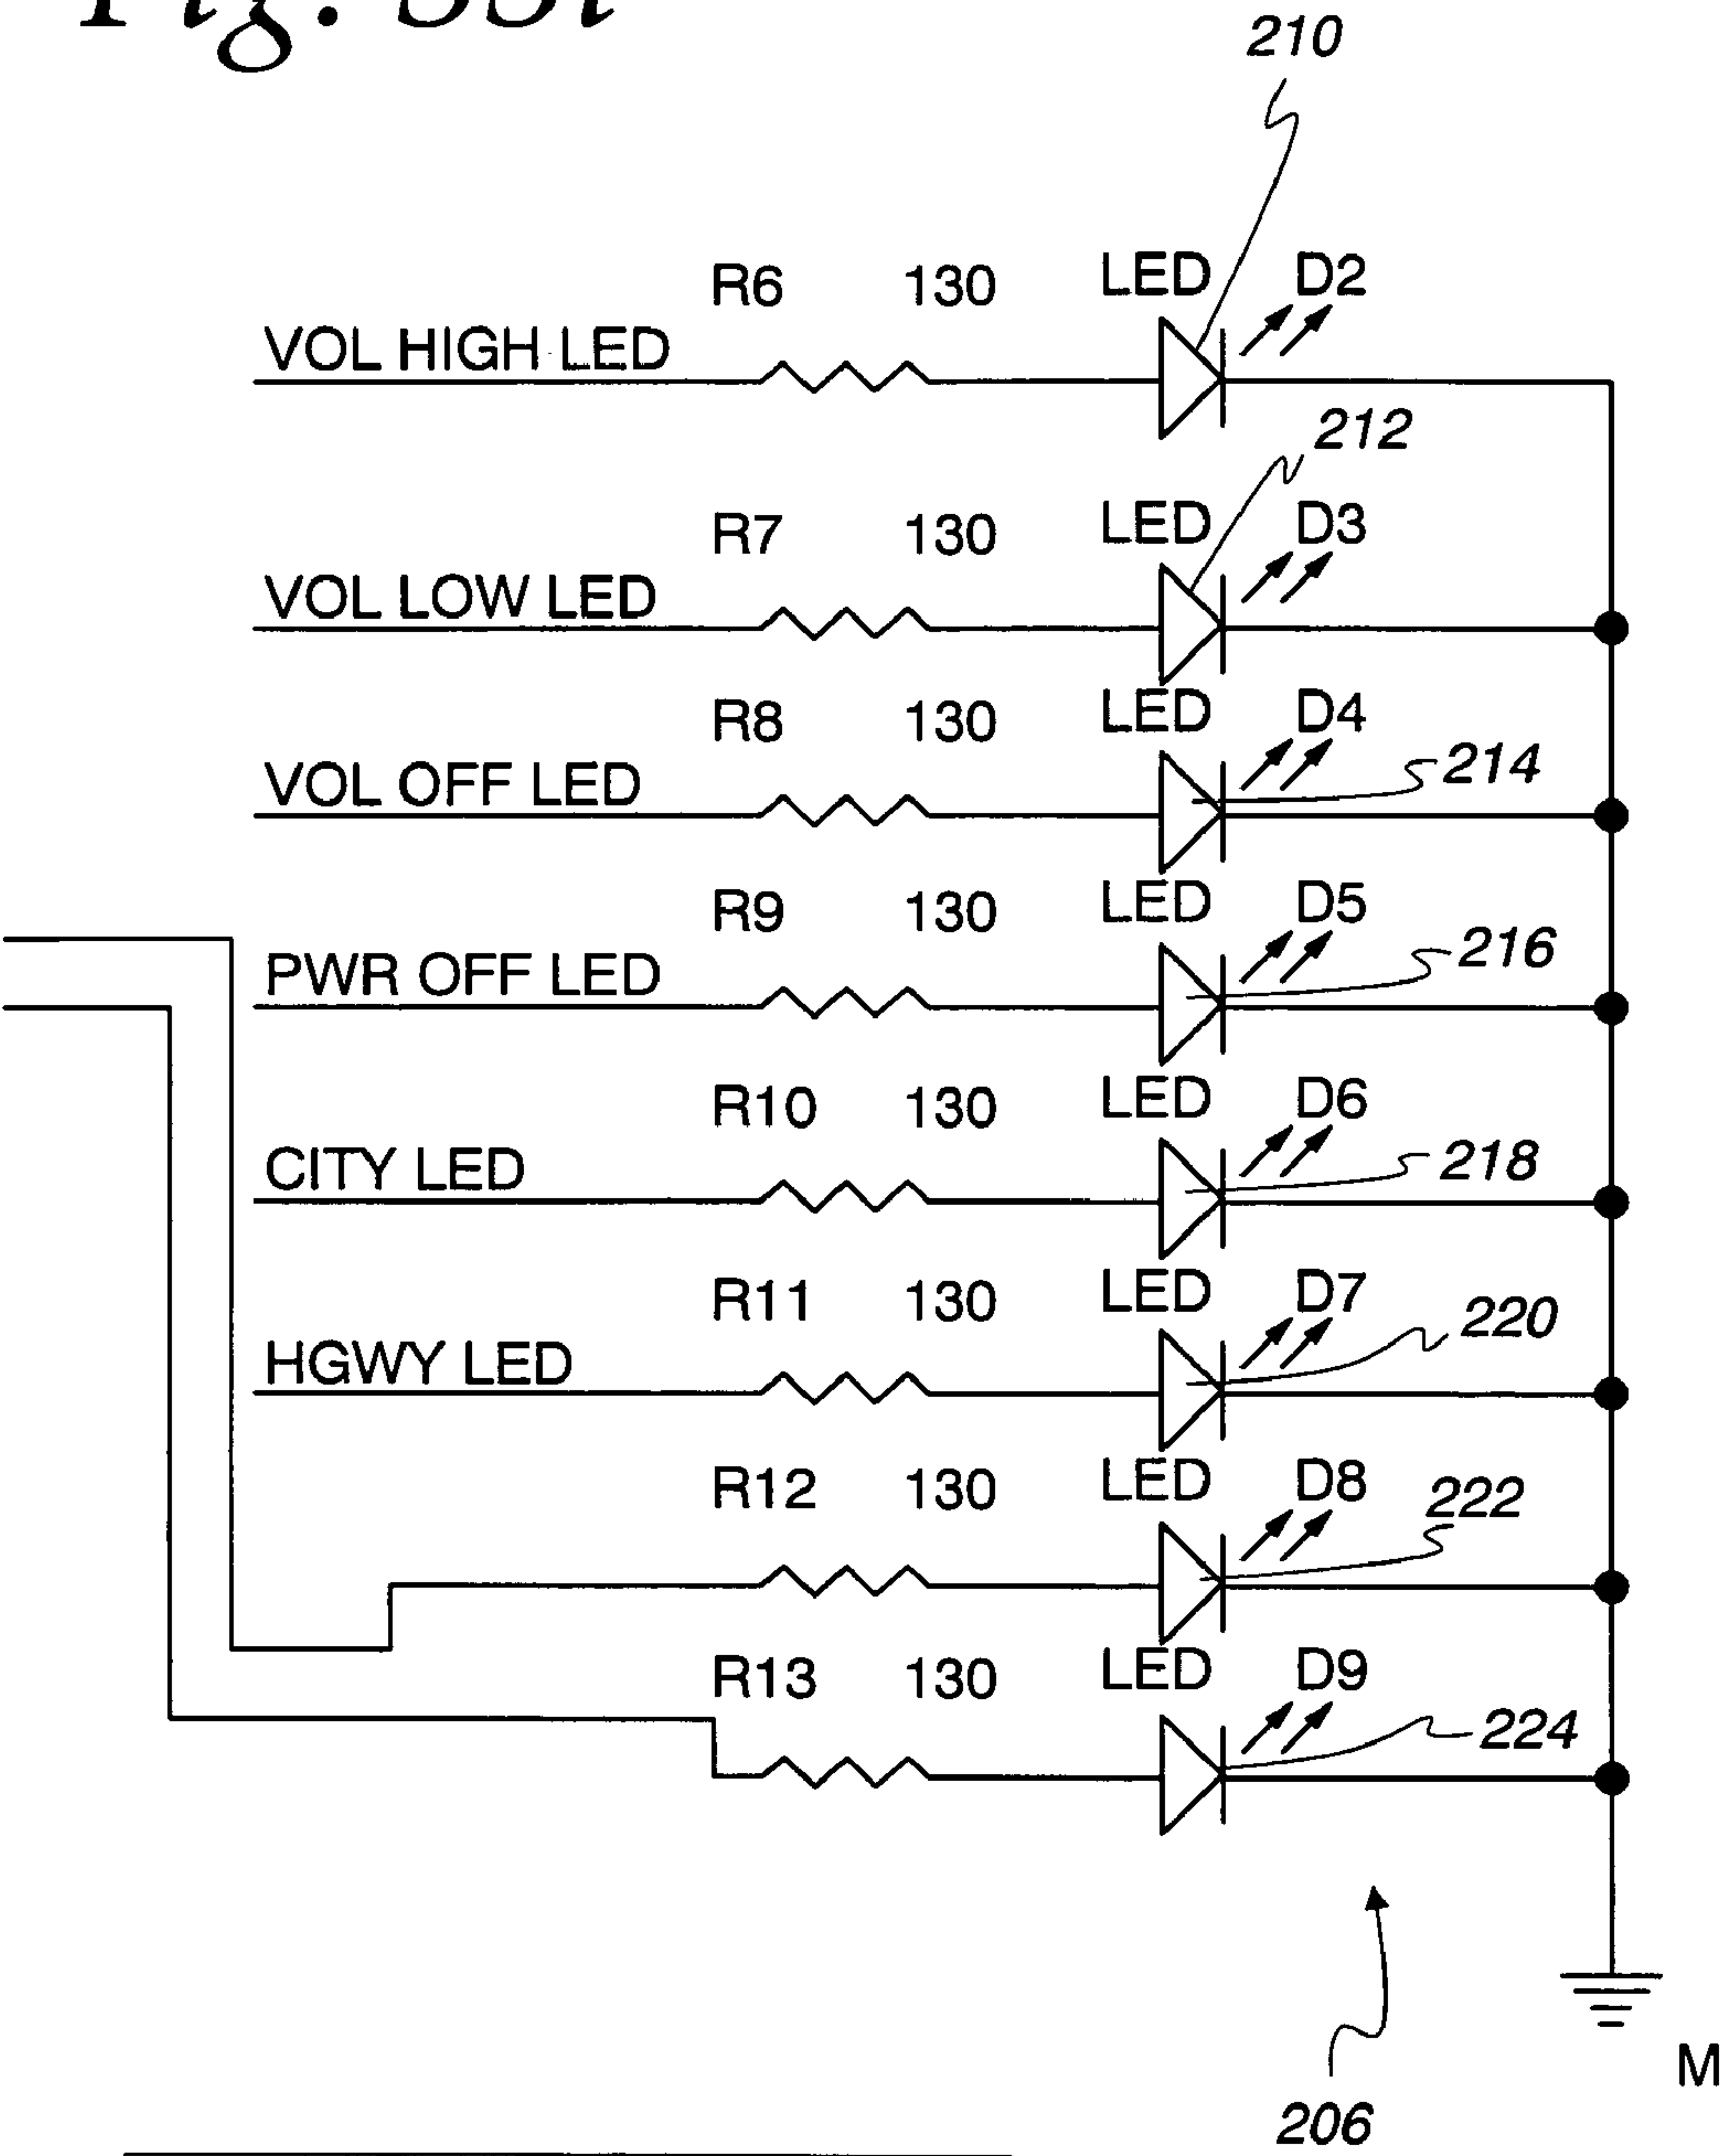 210
R6 130 LED D2
VOL HIGH LED
212
R7 130 LED D3
VOL LOW LED
R8 130 LED D4
VOL OFF LED 214
R9 130 LED D5
PWR OFF LED 216
R10 130 LED D6
CITY LED 218
R11 130 LED D7
HGWY LED 220
R12 130 LED D8
222
R13 130 LED D9
224
M
206